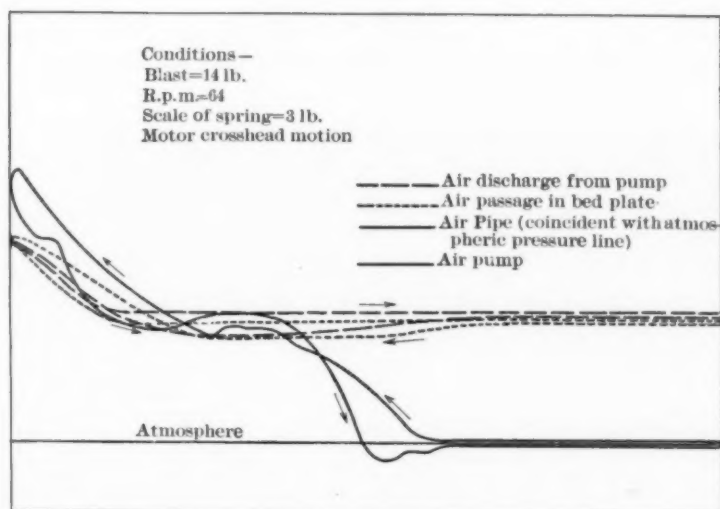 Conditions—
Blast=14 lb.
R.p.m.=64
Scale of spring=3 lb.
Motor crosshead motion
Air discharge from pump
Air passage in bed plate
Air Pipe (coincident with atmos-
pheric pressure line)
Air pump
Atmosphere